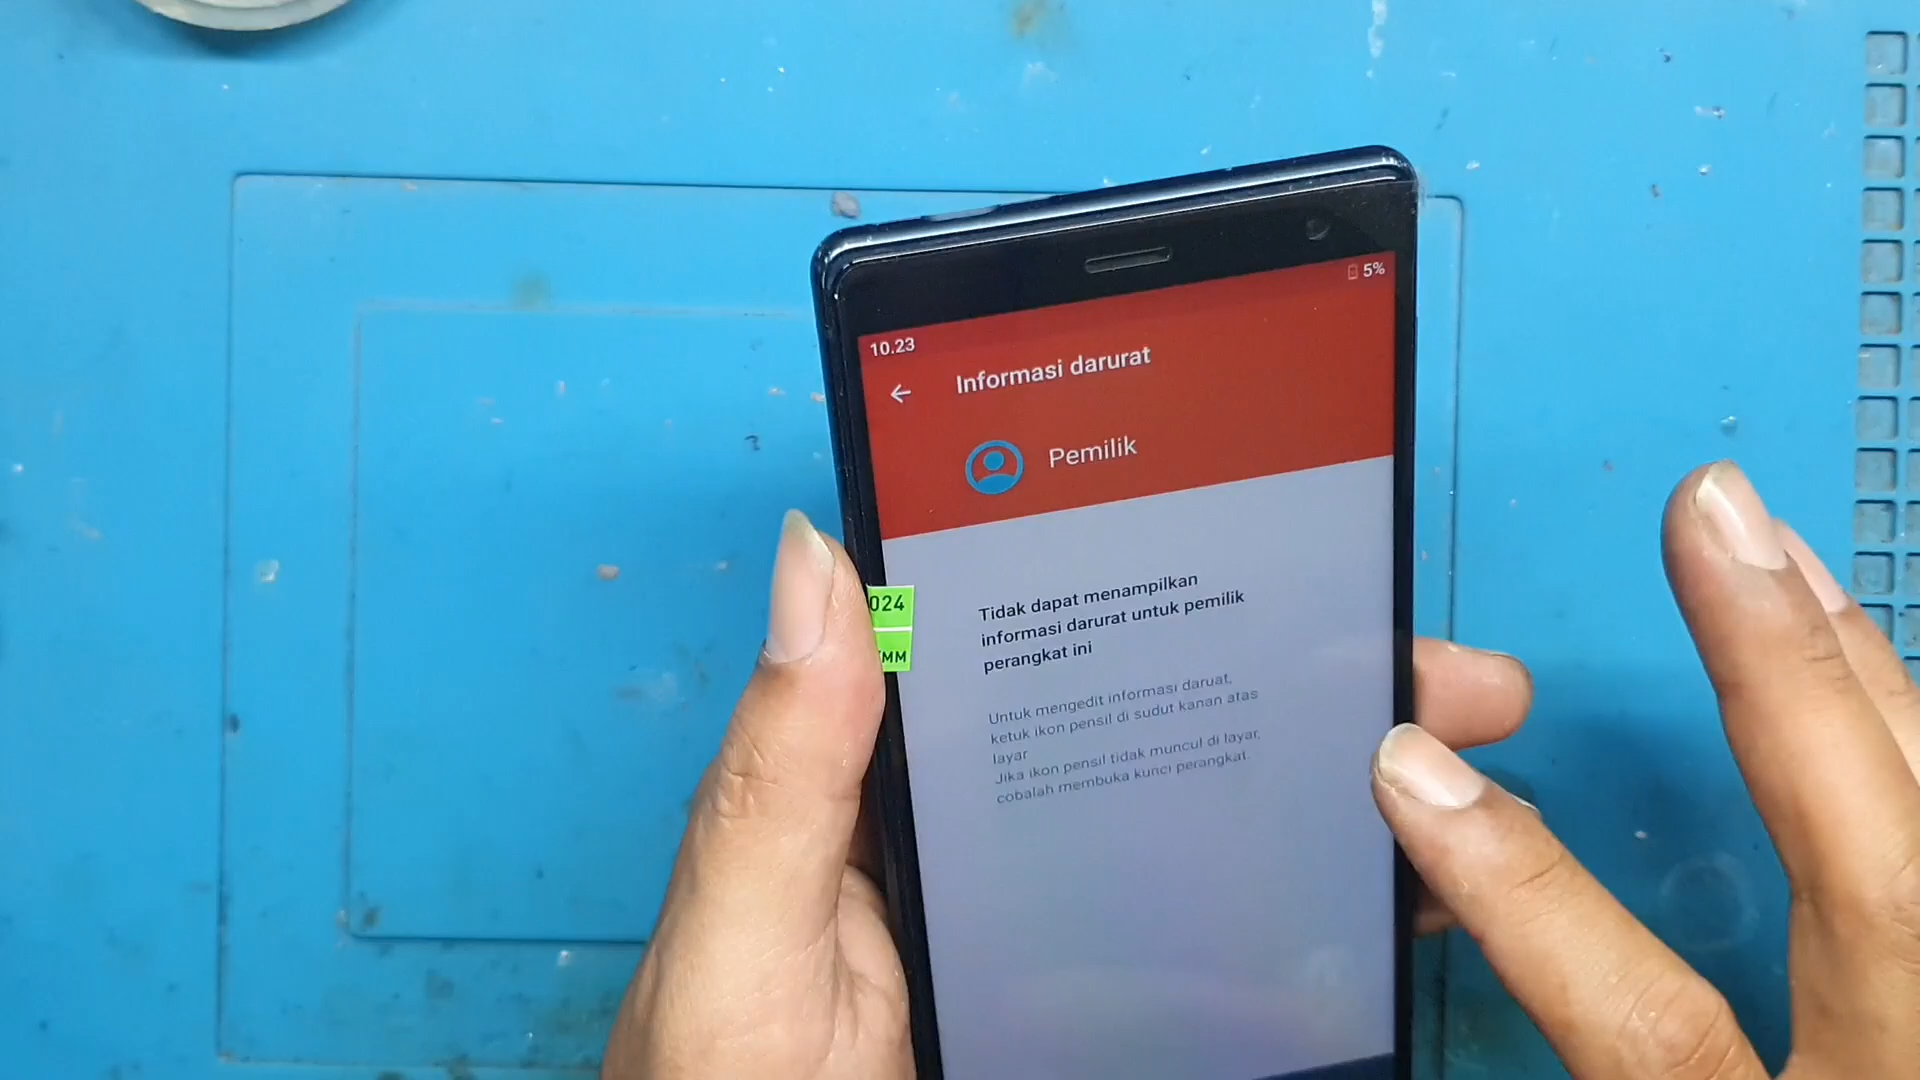 5%
10.23
Informasi darurat
Pemilik
Tidak dapat menampilkan
informasi darurat untuk pemilik
perangkat ini
Untuk mengedit informasi daruat,
ketuk ikon pensil di sudut kanan atas
layar
Jika ikon pensil tidak muncul di layar,
cobalah membuka kunci perangkat.
024
MM